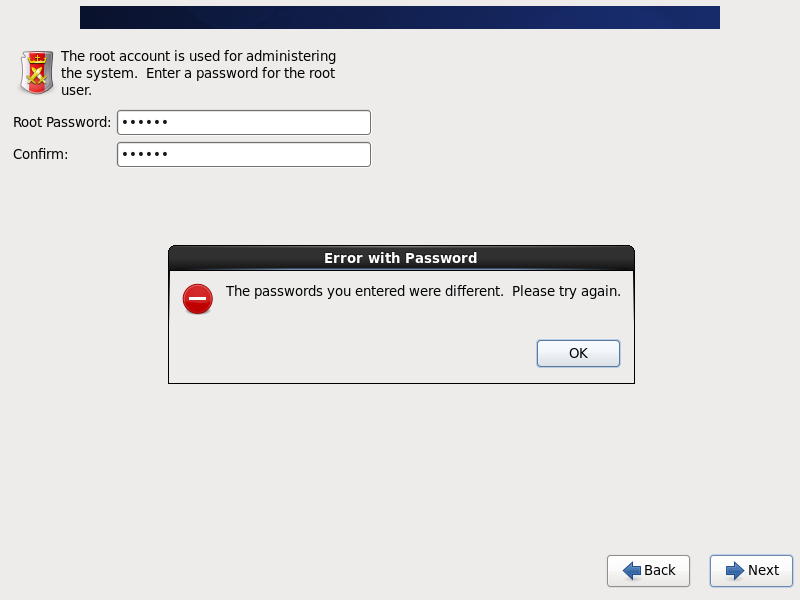 The root account is used for administering
the system.  Enter a password for the root
user.
Root Password: ••••••
Confirm: ••••••
Error with Password
The passwords you entered were different.  Please try again.
OK
Back
Next